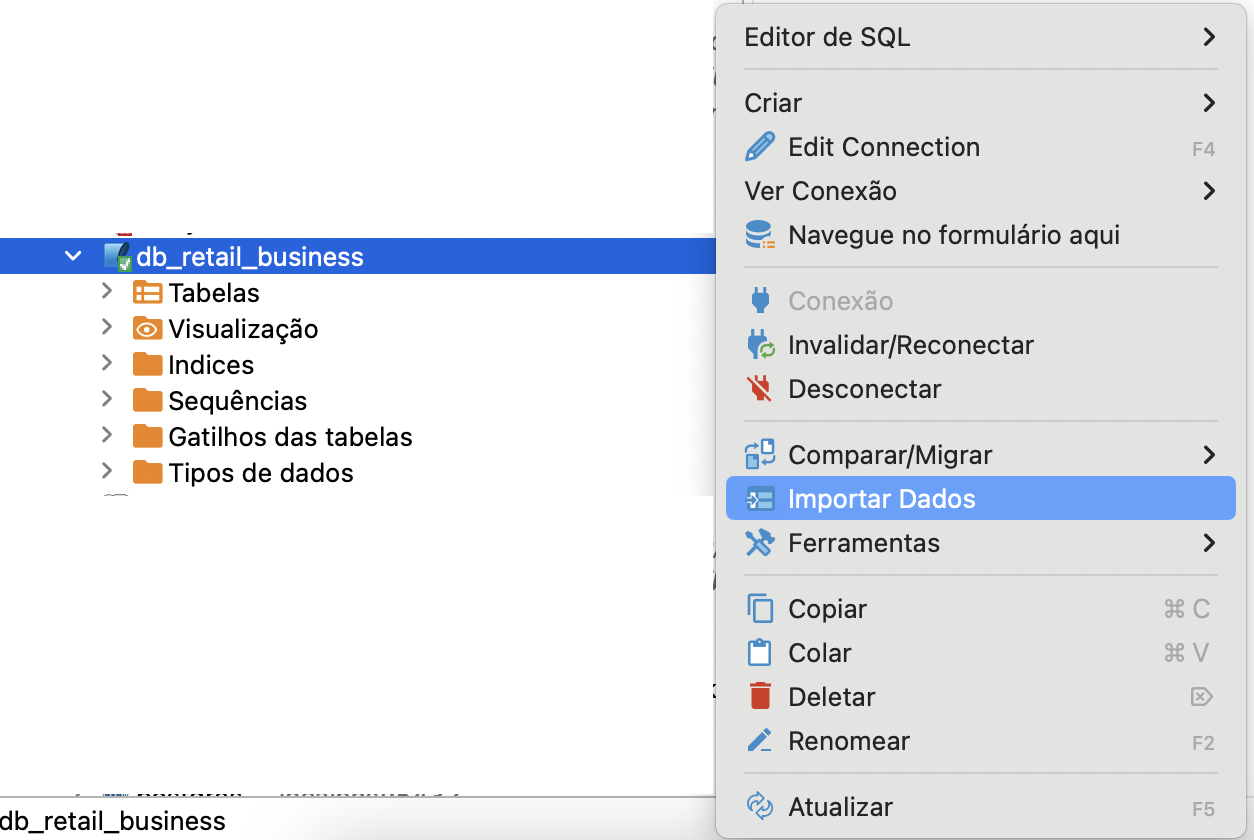 db_retail_business
Tabelas
Visualização
Indices
Sequências
Gatilhos das tabelas
Tipos de dados
db_retail_business
Editor de SQL
Criar
Edit Connection F4
Ver Conexão
Navegue no formulário aqui
Conexão
Invalidar/Reconectar
Desconectar
Comparar/Migrar
Importar Dados
Ferramentas
Copiar ⌘ C
Colar ⌘ V
Deletar ⌦
Renomear F2
Atualizar F5